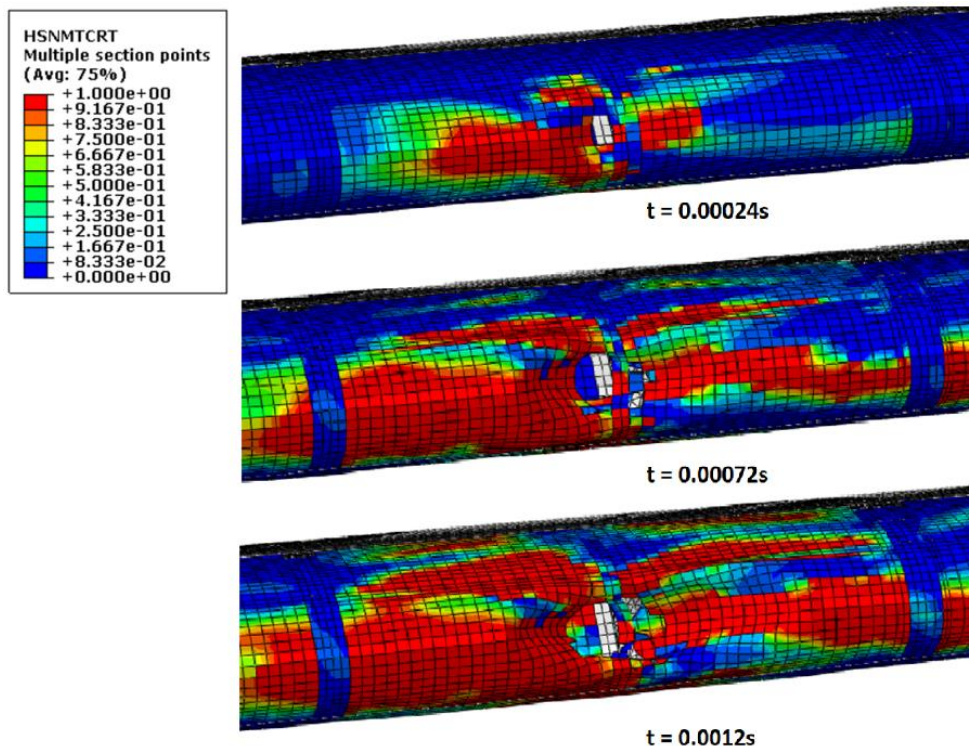 HSNMTCRT
Multiple section points
(Avg: 75%)
+1.000e+00
+9.167e-01
+8.333e-01
+7.500e-01
+6.667e-01
+5.833e-01
+5.000e-01
+4.167e-01
+3.333e-01
+2.500e-01
+1.667e-01
+8.333e-02
+0.000e+00
t = 0.00024s
t = 0.00072s
t = 0.0012s